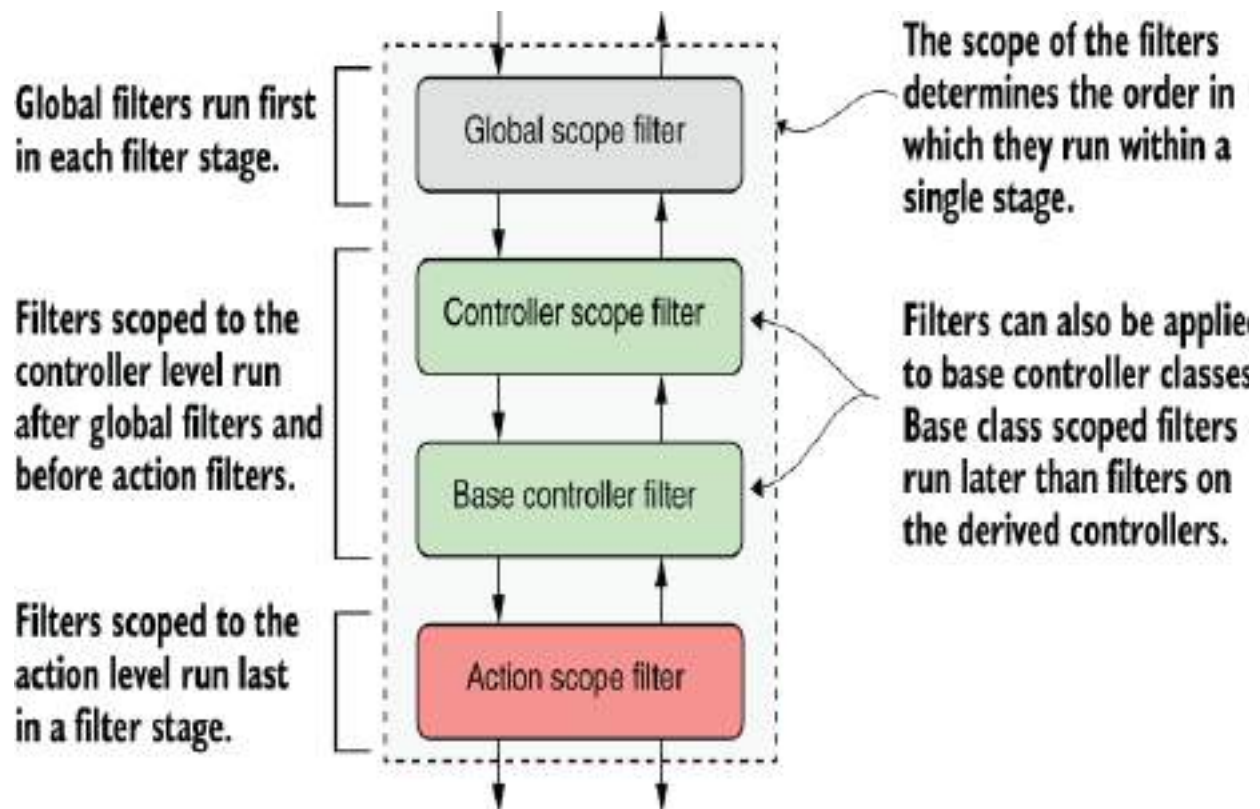 Global filters run first
in each filter stage.
Filters scoped to the
controller level run
after global filters and
before action filters.
Filters scoped to the
action level run last
in a filter stage.
Global scope filter
Controller scope filter
Base controller filter
Action scope filter
The scope of the filters
determines the order in
which they run within a
single stage.
Filters can also be applied
to base controller classes
Base class scoped filters
run later than filters on
the derived controllers.